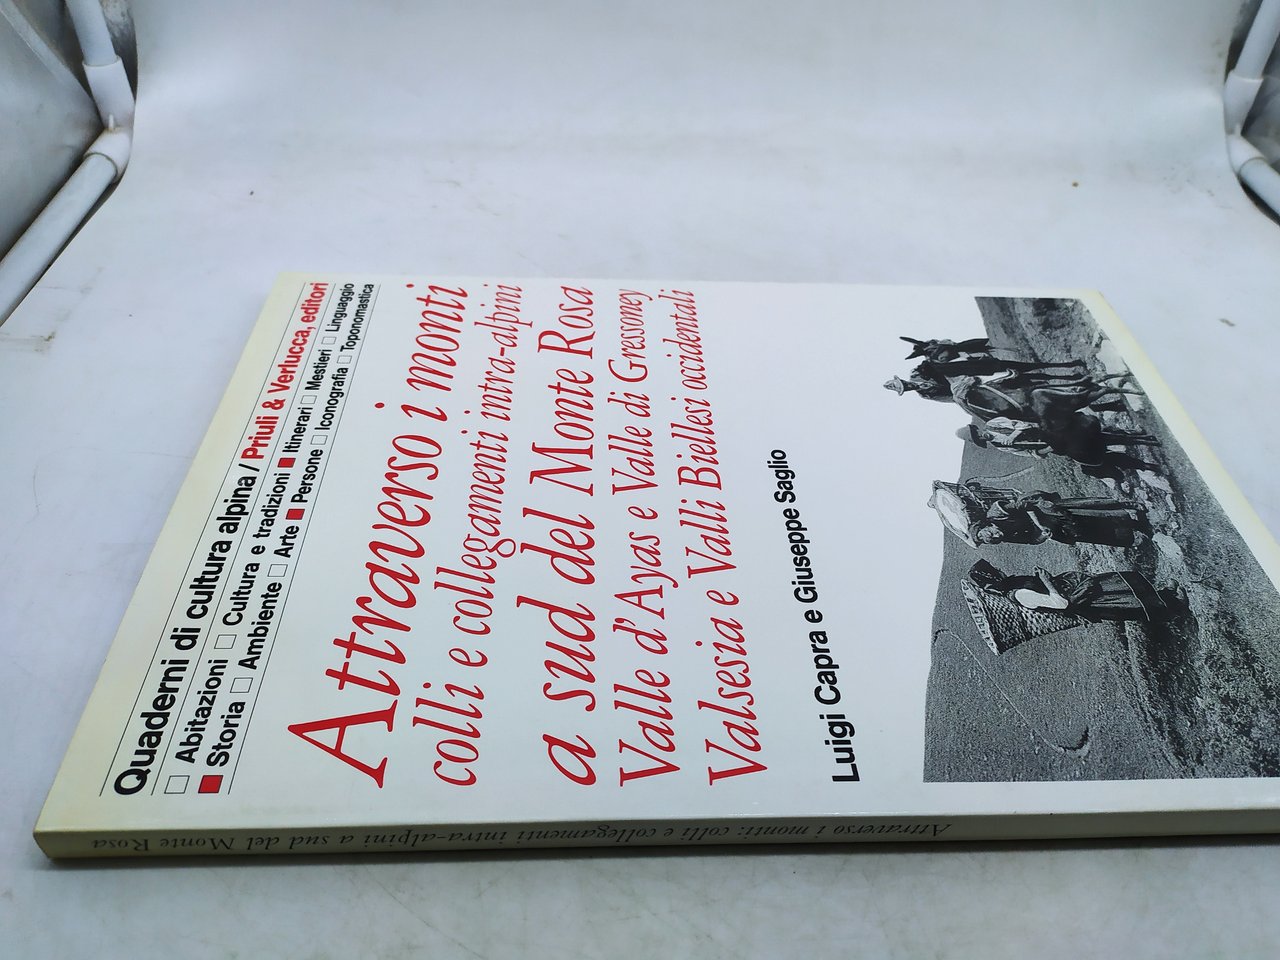 Quaderni di cultura alpina / Priuli & Verlucca, editori
□ Abitazioni □ Cultura e tradizioni ■ Itinerari □ Mestieri □ Linguaggio
■ Storia □ Ambiente □ Arte ■ Persone □ Iconografia □ Toponomastica
Attraverso i monti
colli e collegamenti intra-alpini
a sud del Monte Rosa
Valle d'Ayas e Valle di Gressoney
Valsesia e Valli Biellesi occidentali
Luigi Capra e Giuseppe Saglio
Attraverso i monti: colli e collegamenti intra-alpini a sud del Monte Rosa